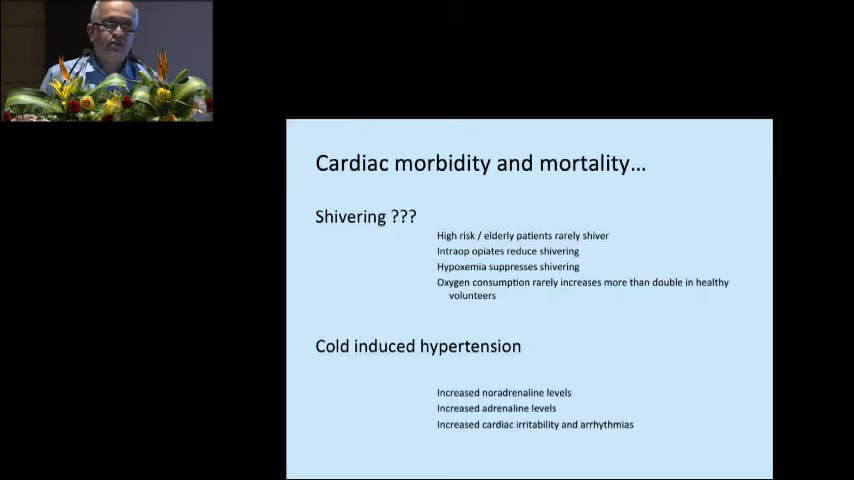 Cardiac morbidity and mortality...
Shivering ???
High risk / elderly patients rarely shiver
Intraop opiates reduce shivering
Hypoxemia suppresses shivering
Oxygen consumption rarely increases more than double in healthy
volunteers
Cold induced hypertension
Increased noradrenaline levels
Increased adrenaline levels
Increased cardiac irritability and arrhythmias